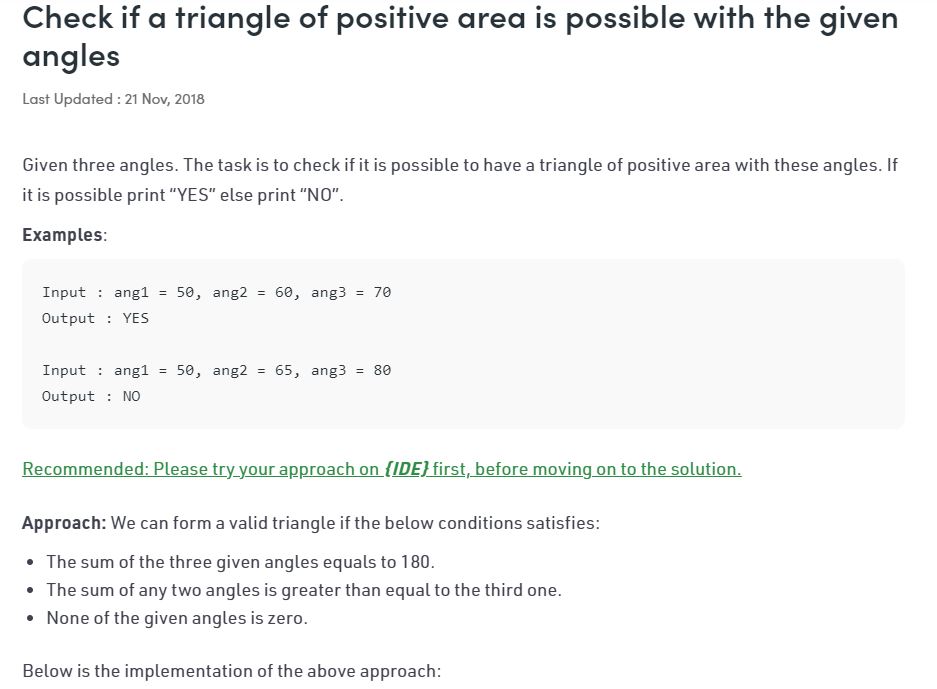 Check if a triangle of positive area is possible with the given
angles
Last Updated : 21 Nov, 2018
Given three angles. The task is to check if it is possible to have a triangle of positive area with these angles. If
it is possible print “YES” else print “NO”.
Examples:
Input : ang1 = 50, ang2 = 60, ang3 = 70
Output : YES
Input : ang1 = 50, ang2 = 65, ang3 = 80
Output : NO
Recommended: Please try your approach on {IDE} first, before moving on to the solution.
Approach: We can form a valid triangle if the below conditions satisfies:
• The sum of the three given angles equals to 180.
• The sum of any two angles is greater than equal to the third one.
• None of the given angles is zero.
Below is the implementation of the above approach: